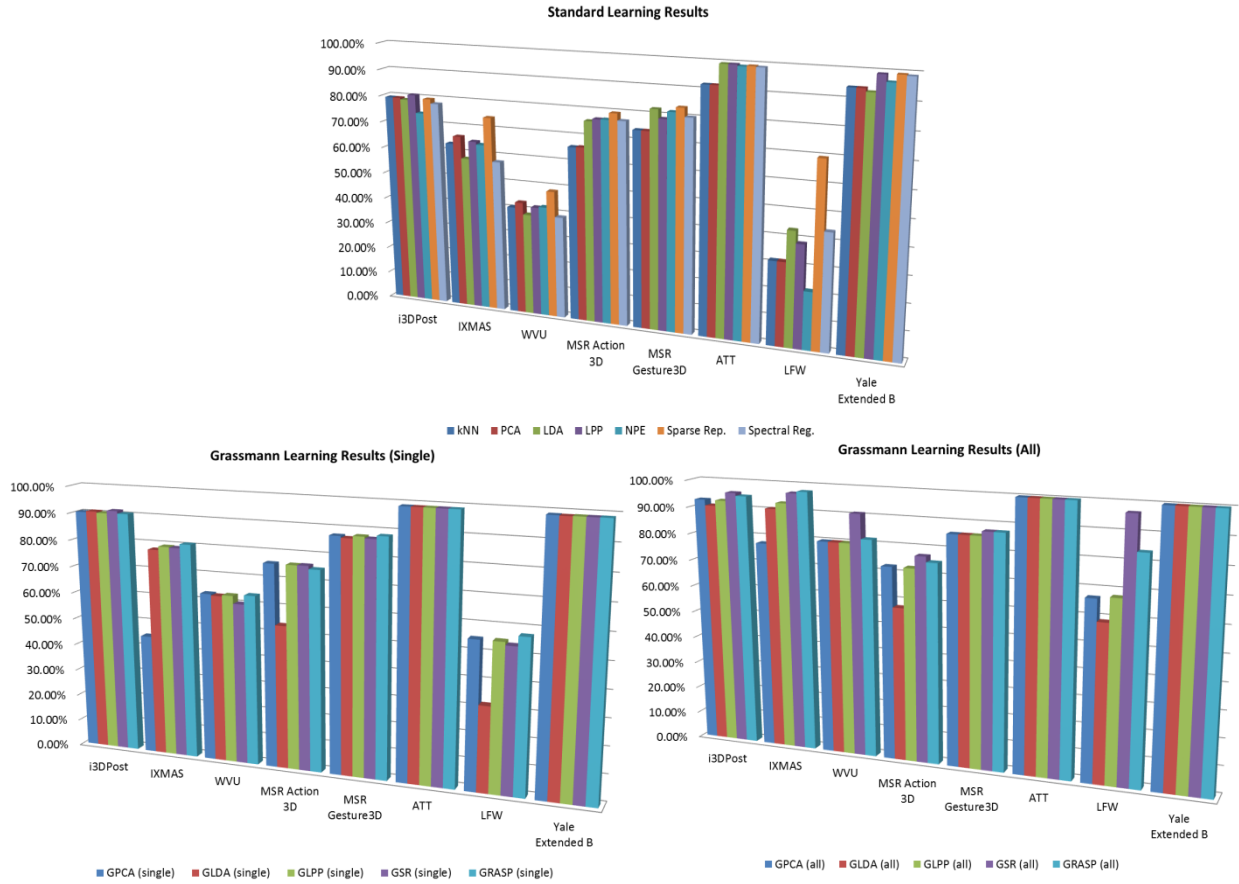 Standard Learning Results
100.00%
90.00%
80.00%
70.00%
60.00%
50.00%
40.00%
30.00%
20.00%
10.00%
0.00%
i3DPost
IXMAS
WVU
MSR Action
3D
MSR
Gesture3D
ATT
LFW
Yale
Extended B
kNN PCA LDA LPP NPE Sparse Rep. Spectral Reg.
Grassmann Learning Results (Single)
100.00%
90.00%
80.00%
70.00%
60.00%
50.00%
40.00%
30.00%
20.00%
10.00%
0.00%
i3DPost
IXMAS
WVU
MSR Action
3D
MSR
Gesture3D
ATT
LFW
Yale
Extended B
GPCA (single) GLDA (single) GLPP (single) GSR (single) GRASP (single)
Grassmann Learning Results (All)
100.00%
90.00%
80.00%
70.00%
60.00%
50.00%
40.00%
30.00%
20.00%
10.00%
0.00%
i3DPost
IXMAS
WVU
MSR Action
3D
MSR
Gesture3D
ATT
LFW
Yale
Extended B
GPCA (all) GLDA (all) GLPP (all) GSR (all) GRASP (all)